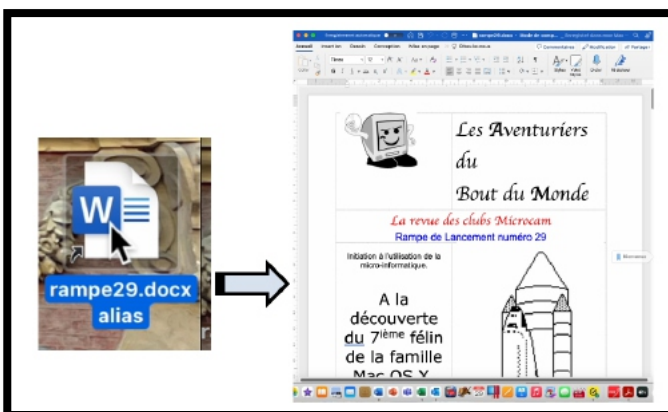 W
rampe29.docx
alias
Accueil Insertion Dessin Conception Mise en page
Commentaires Modification Partager
Les Aventuriers
du
Bout du Monde
La revue des clubs Microcam
Rampe de Lancement numéro 29
Initiation à l'utilisation de la
micro-informatique.
A la
découverte
du 7ième félin
de la famille
Mac OS X